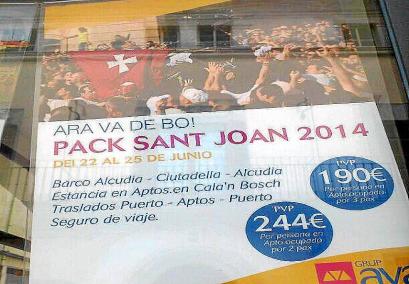 ARA VA DE BO!
PACK SANT JOAN 2014
DEL 22 AL 25 DE JUNIO
Barco Alcudia - Ciutadella - Alcudia
Estancia en Aptos.en Cala'n Bosch
Traslados Puerto - Aptos - Puerto
Seguro de viaje.
PVP
190€
Por persona en
Apto.ocupado
por 3 pax
PVP
244€
Por persona en
Apto.ocupado
por 2 pax
GRUP